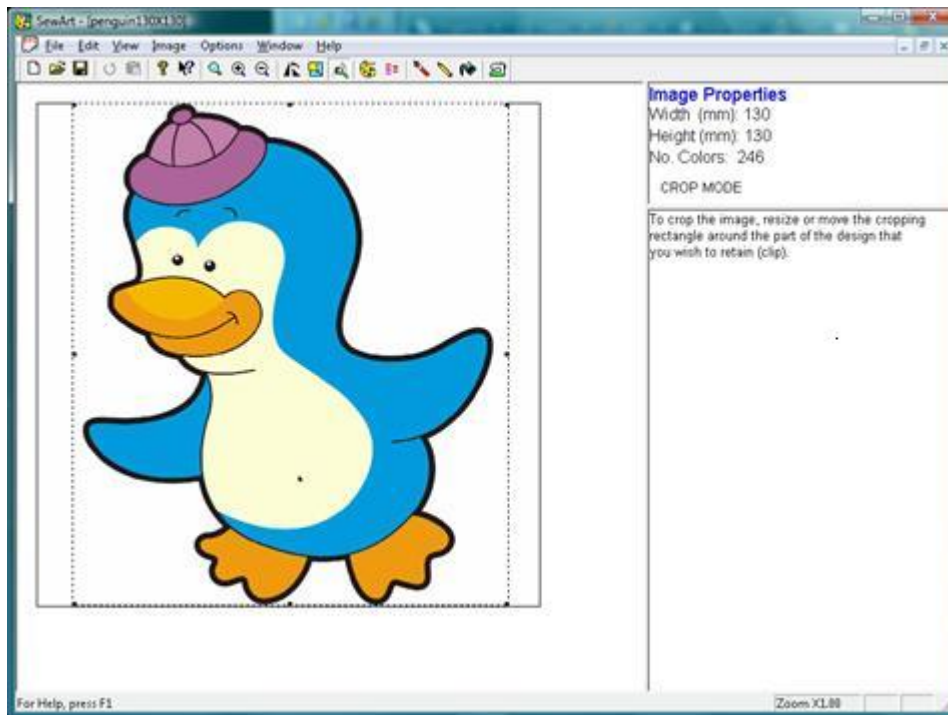 SewArt - [penguin130X130]
File Edit View Image Options Window Help
Image Properties
Width (mm): 130
Height (mm): 130
No. Colors: 246
CROP MODE
To crop the image, resize or move the cropping
rectangle around the part of the design that
you wish to retain (clip).
For Help, press F1
Zoom X1.00